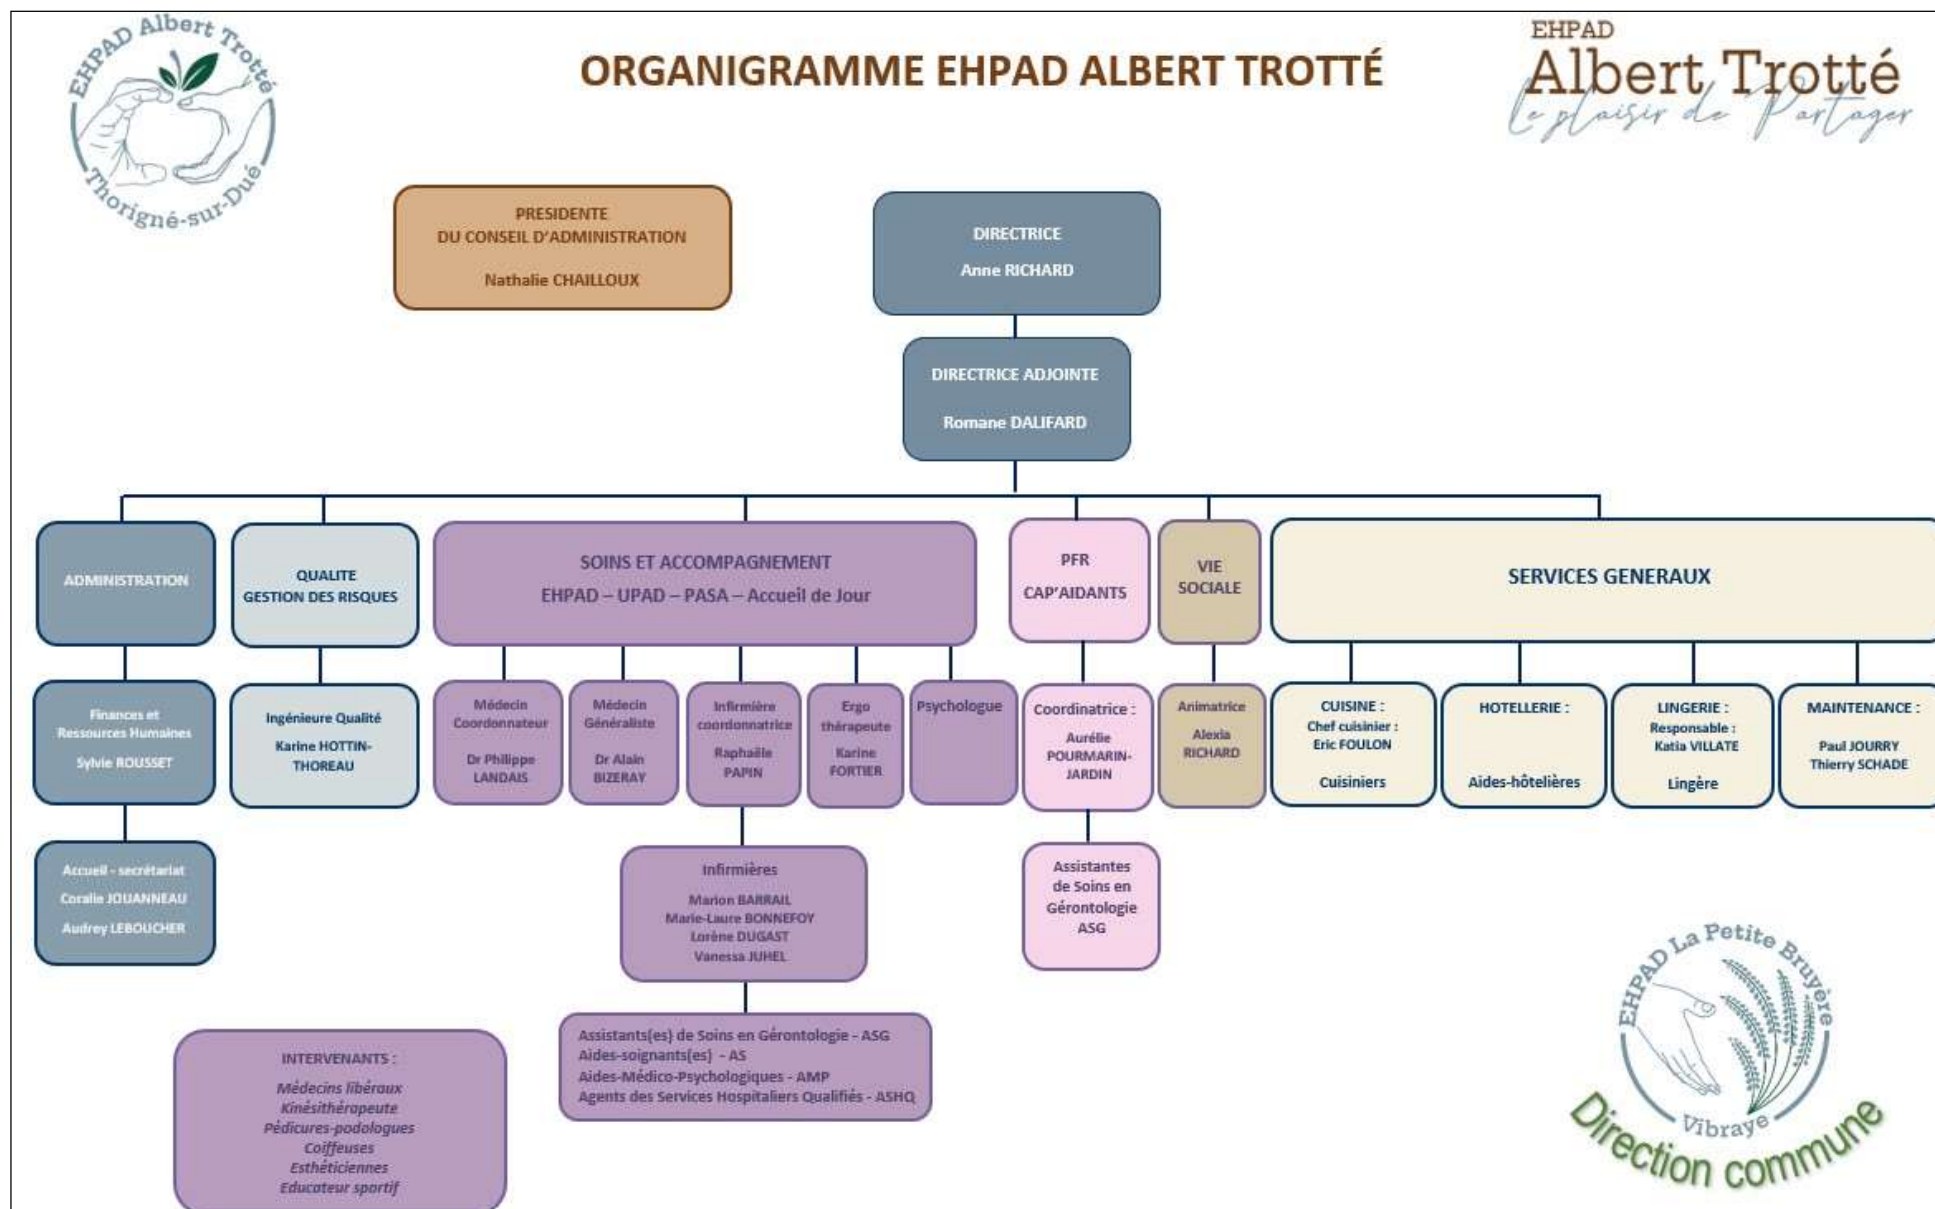 EHPAD Albert Trotté
Thorigné-sur-Dué
ORGANIGRAMME EHPAD ALBERT TROTTÉ
EHPAD
Albert Trotté
le plaisir de Partager
PRESIDENTE
DU CONSEIL D'ADMINISTRATION
Nathalie CHAILLOUX
DIRECTRICE
Anne RICHARD
DIRECTRICE ADJOINTE
Romane DALIFARD
ADMINISTRATION
QUALITE
GESTION DES RISQUES
SOINS ET ACCOMPAGNEMENT
EHPAD – UPAD – PASA – Accueil de Jour
PFR
CAP'AIDANTS
VIE
SOCIALE
SERVICES GENERAUX
Finances et
Ressources Humaines
Sylvie ROUSSET
Ingénieure Qualité
Karine HOTTIN-
THOREAU
Médecin
Coordonnateur
Dr Philippe
LANDAIS
Médecin
Généraliste
Dr Alain
BIZERAY
Infirmière
coordonnatrice
Raphaële
PAPIN
Ergo
thérapeute
Karine
FORTIER
Psychologue
Coordinatrice :
Aurélie
POURMARIN-
JARDIN
Animatrice
Alexia
RICHARD
CUISINE :
Chef cuisinier :
Eric FOULON
Cuisiniers
HOTELLERIE :
Aides-hôtelières
LINGERIE :
Responsable :
Katia VILLATE
Lingère
MAINTENANCE :
Paul JOURRY
Thierry SCHADE
Accueil - secrétariat
Coralie JOUANNEAU
Audrey LEBOUCHER
Infirmières
Marion BARRAIL
Marie-Laure BONNEFOY
Lorène DUGAST
Vanessa JUHEL
Assistantes
de Soins en
Gérontologie
ASG
Assistants(es) de Soins en Gérontologie - ASG
Aides-soignants(es) - AS
Aides-Médico-Psychologiques - AMP
Agents des Services Hospitaliers Qualifiés - ASHQ
INTERVENANTS :
Médecins libéraux
Kinésithérapeute
Pédicures-podologues
Coiffeuses
Esthéticiennes
Educateur sportif
EHPAD La Petite Bruyère
Vibraye
Direction commune